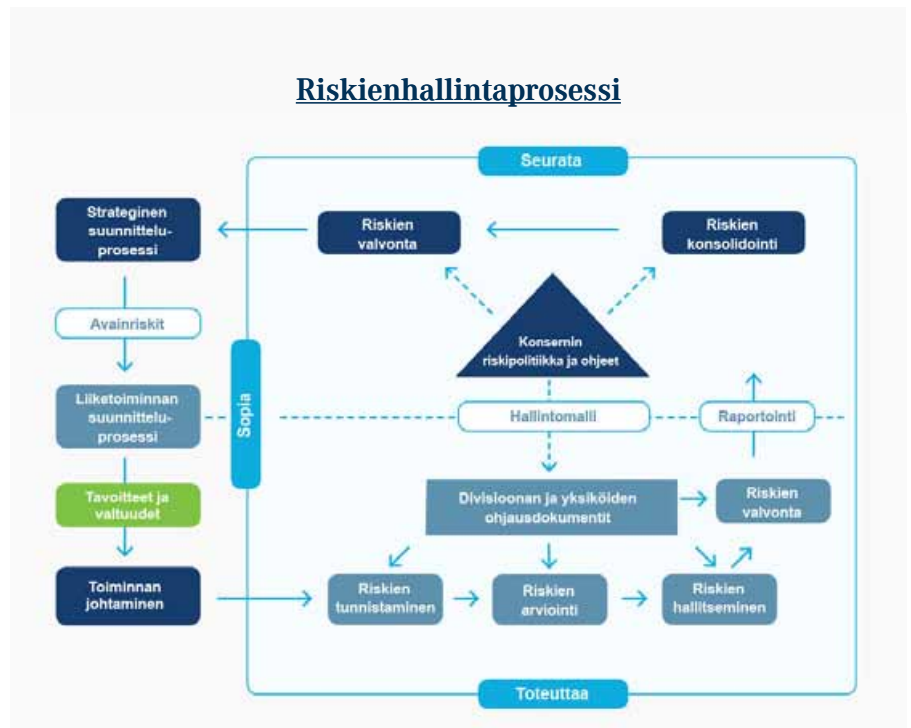 Riskienhallintaprosessi
Seurata
Strateginen
suunnittelu-
prosessi
Riskien
valvonta
Riskien
konsolidointi
Avainriskit
Konsernin
riskipolitiikka ja ohjeet
Sopia
Liiketoiminnan
suunnittelu-
prosessi
Hallintomalli
Raportointi
Tavoitteet ja
valtuudet
Divisioonan ja yksiköiden
ohjausdokumentit
Riskien
valvonta
Toiminnan
johtaminen
Riskien
tunnistaminen
Riskien
arviointi
Riskien
hallitseminen
Toteuttaa